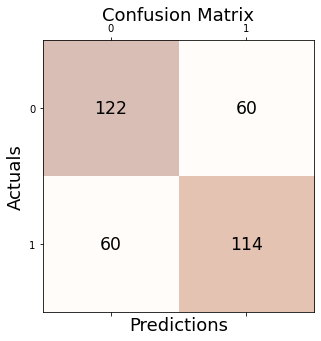 Confusion Matrix
0 1
0 122 60
Actuals
1 60 114
Predictions